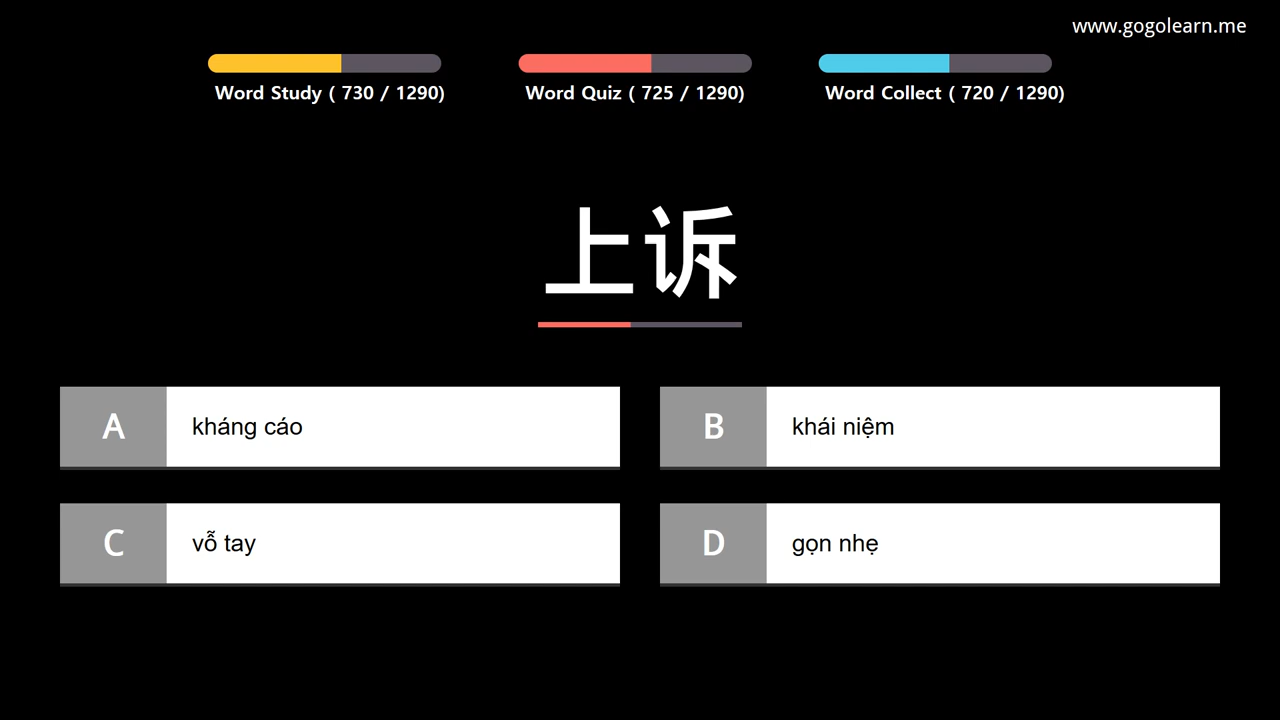 www.gogolearn.me
Word Study ( 730 / 1290)
Word Quiz ( 725 / 1290)
Word Collect ( 720 / 1290)
上诉
A kháng cáo
B khái niệm
C vỗ tay
D gọn nhẹ